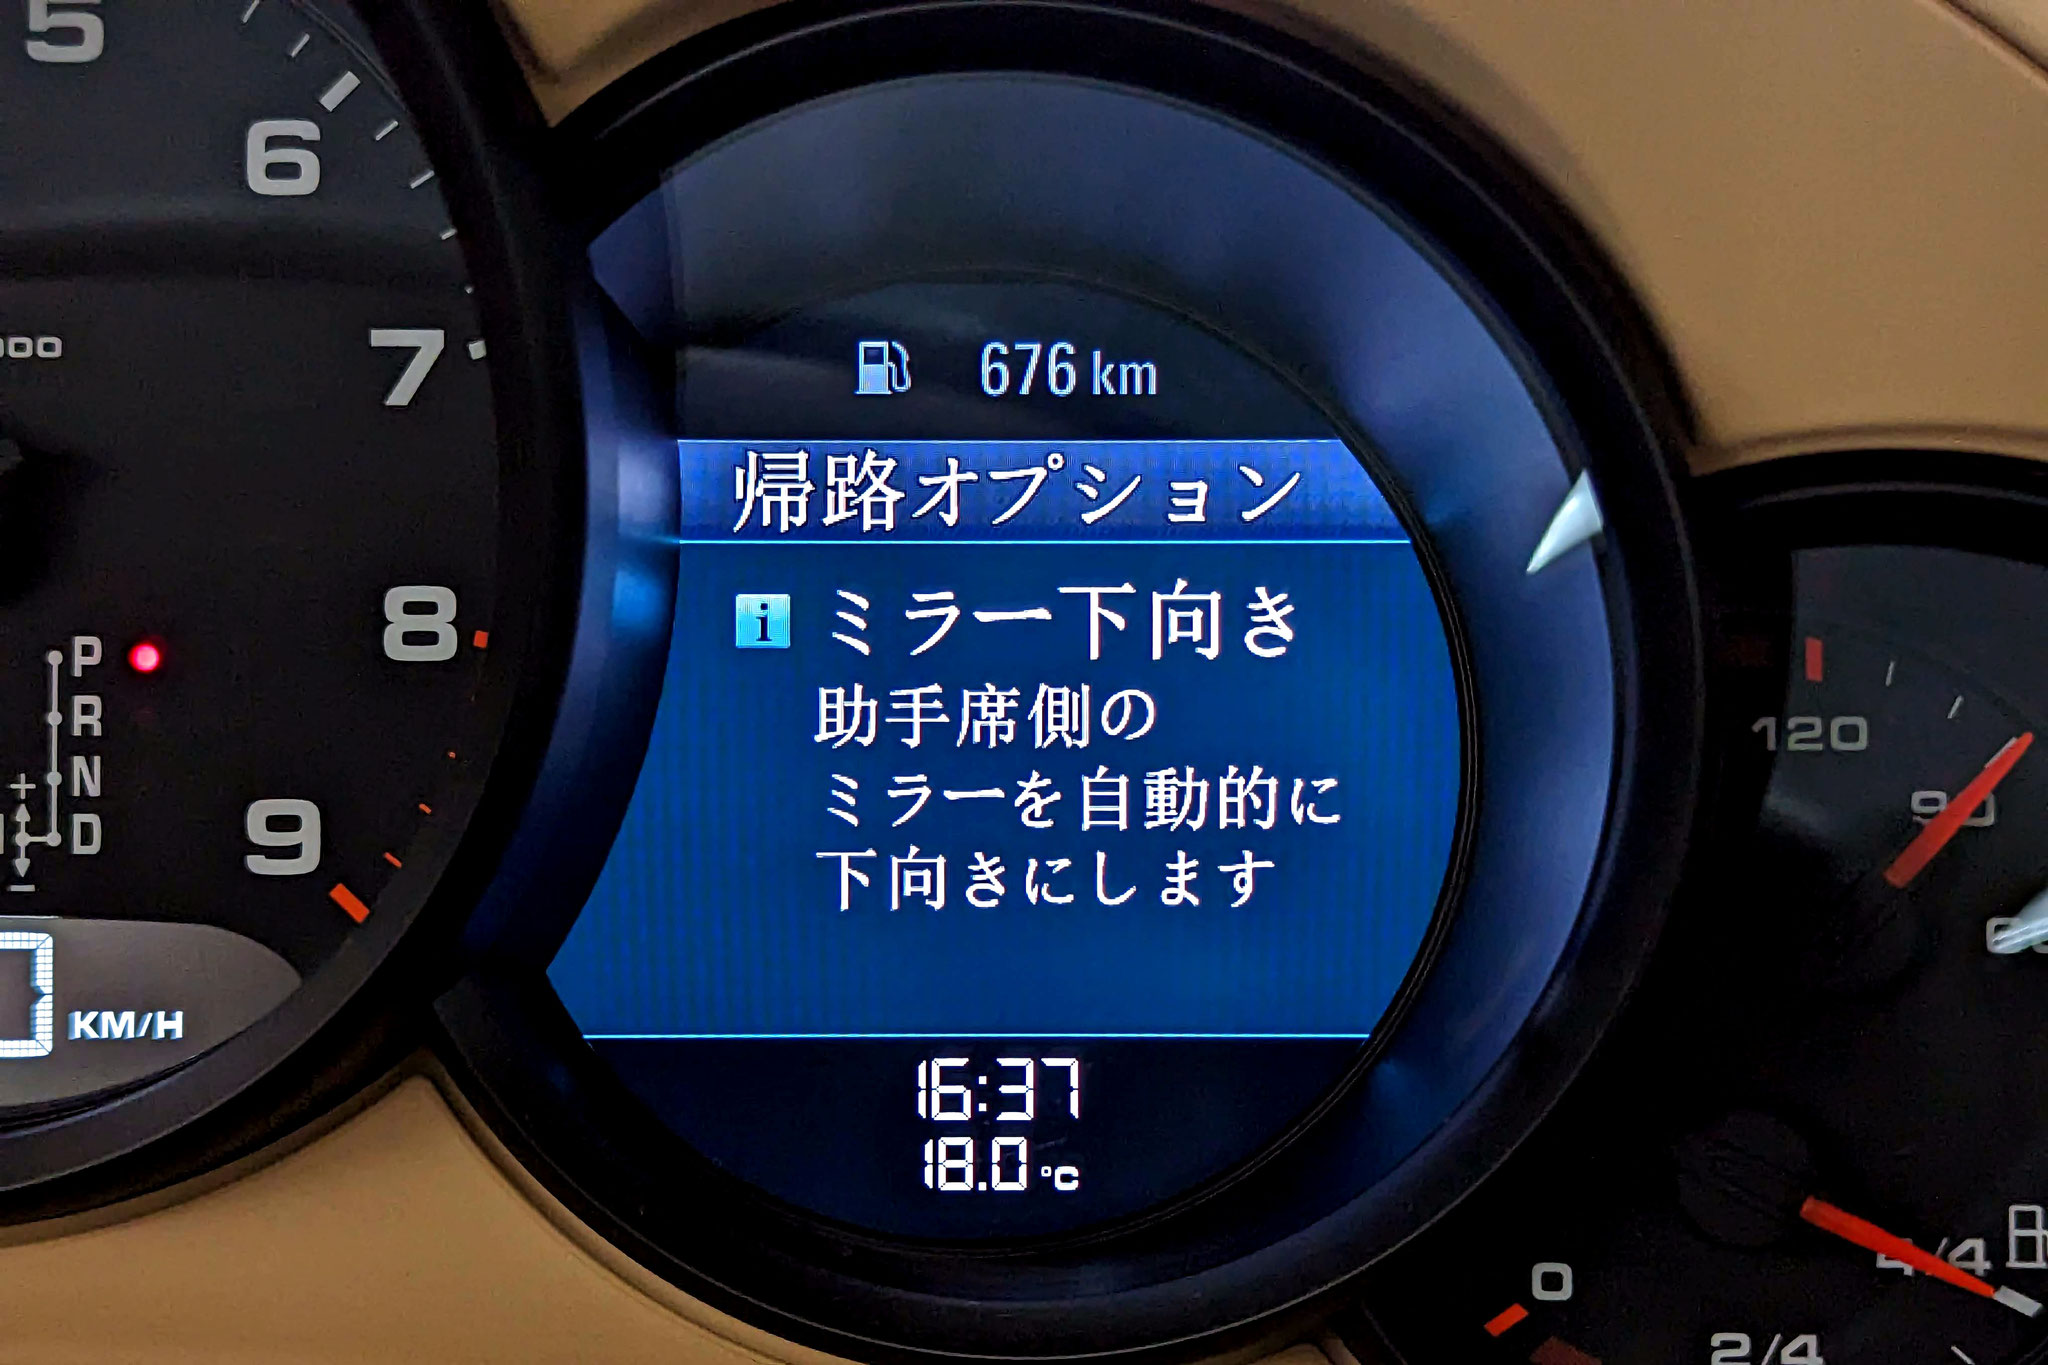 5
6
7
8
9
P
R
N
D
+
−
KM/H
676 km
帰路オプション
i ミラー下向き
助手席側の
ミラーを自動的に
下向きにします
16:37
18.0 °C
120
90
0
2/4
4/4